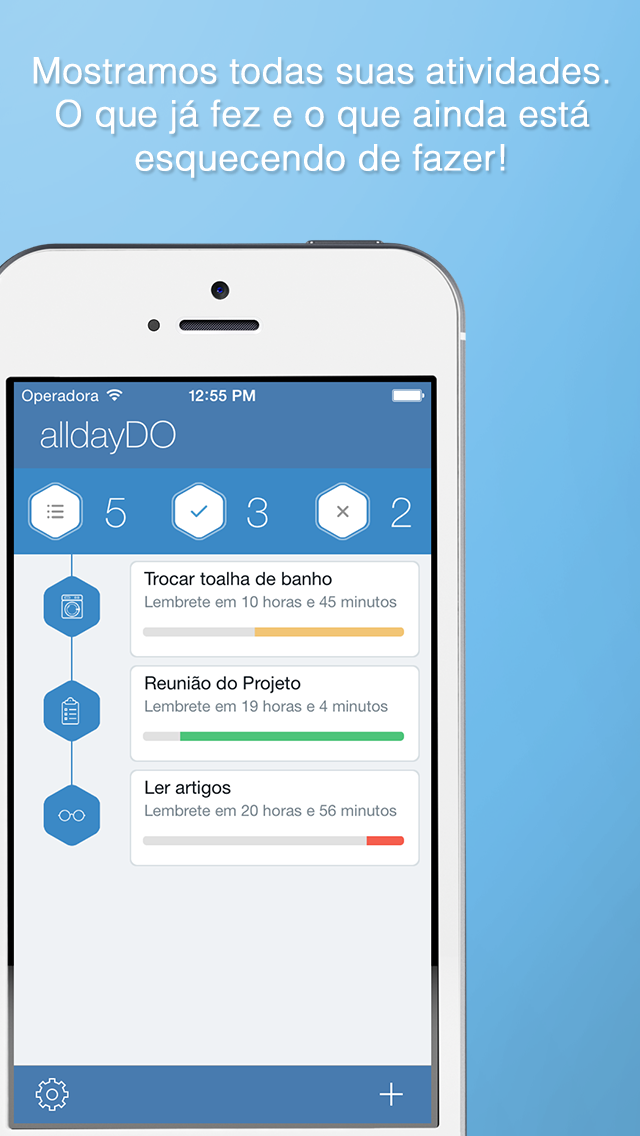 Mostramos todas suas atividades.
O que já fez e o que ainda está
esquecendo de fazer!
Operadora 12:55 PM
alldayDO
5 3 2
Trocar toalha de banho
Lembrete em 10 horas e 45 minutos
Reunião do Projeto
Lembrete em 19 horas e 4 minutos
Ler artigos
Lembrete em 20 horas e 56 minutos